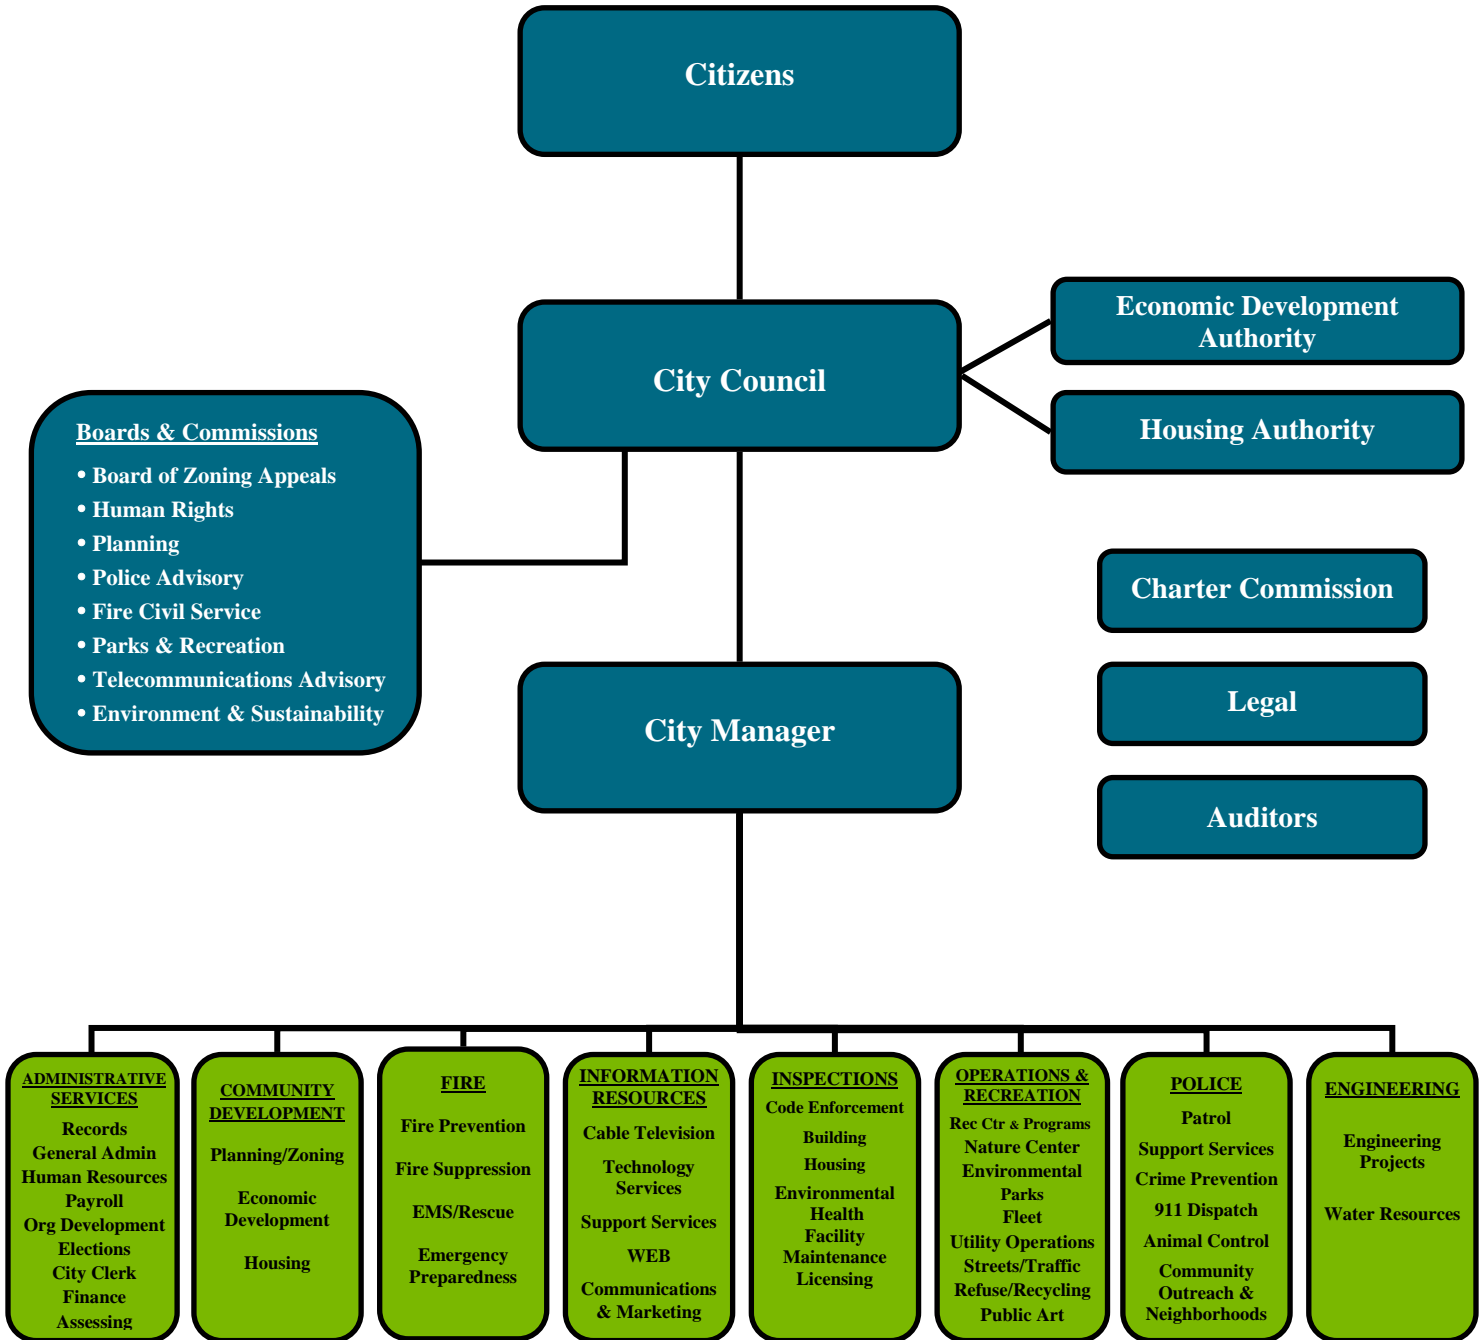 Citizens
City Council
Economic Development
Authority
Housing Authority
Boards & Commissions
• Board of Zoning Appeals
• Human Rights
• Planning
• Police Advisory
• Fire Civil Service
• Parks & Recreation
• Telecommunications Advisory
• Environment & Sustainability
Charter Commission
Legal
Auditors
City Manager
ADMINISTRATIVE
SERVICES
Records
General Admin
Human Resources
Payroll
Org Development
Elections
City Clerk
Finance
Assessing
COMMUNITY
DEVELOPMENT
Planning/Zoning
Economic
Development
Housing
FIRE
Fire Prevention
Fire Suppression
EMS/Rescue
Emergency
Preparedness
INFORMATION
RESOURCES
Cable Television
Technology
Services
Support Services
WEB
Communications
& Marketing
INSPECTIONS
Code Enforcement
Building
Housing
Environmental
Health
Facility
Maintenance
Licensing
OPERATIONS &
RECREATION
Rec Ctr & Programs
Nature Center
Environmental
Parks
Fleet
Utility Operations
Streets/Traffic
Refuse/Recycling
Public Art
POLICE
Patrol
Support Services
Crime Prevention
911 Dispatch
Animal Control
Community
Outreach &
Neighborhoods
ENGINEERING
Engineering
Projects
Water Resources